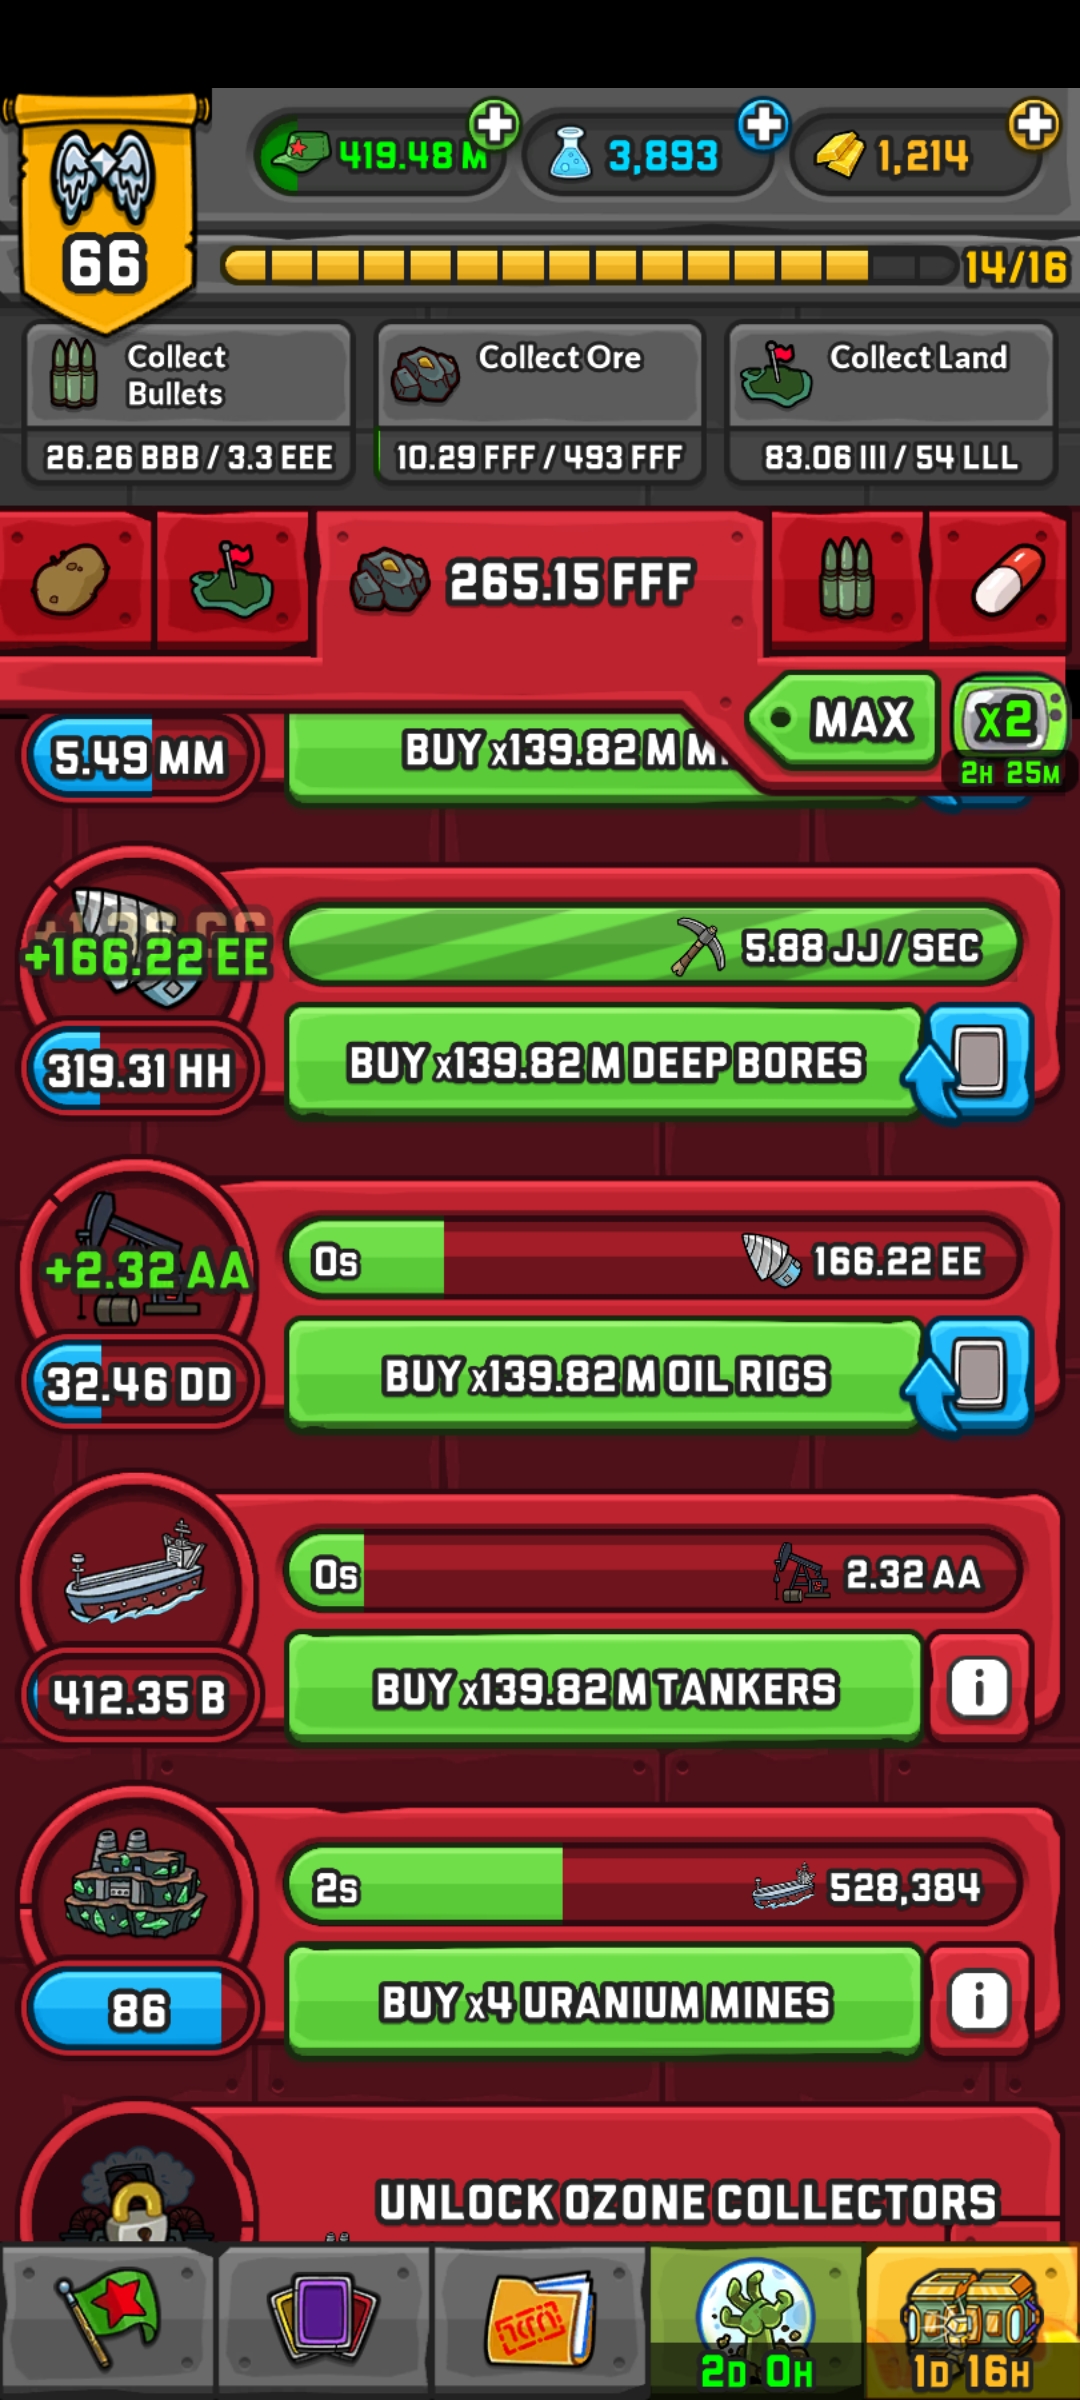 419.48 M
3,893
1,214
66
14/16
Collect
Bullets
26.26 BBB / 3.3 EEE
Collect Ore
10.29 FFF / 493 FFF
Collect Land
83.06 III / 54 LLL
265.15 FFF
MAX
x2
2H 25M
5.49 MM
BUY x139.82 M
+166.22 EE
5.88 JJ / SEC
319.31 HH
BUY x139.82 M DEEP BORES
+2.32 AA
0s
166.22 EE
32.46 DD
BUY x139.82 M OIL RIGS
0s
2.32 AA
412.35 B
BUY x139.82 M TANKERS
i
2s
528,384
86
BUY x4 URANIUM MINES
i
UNLOCK OZONE COLLECTORS
2D 0H
1D 16H